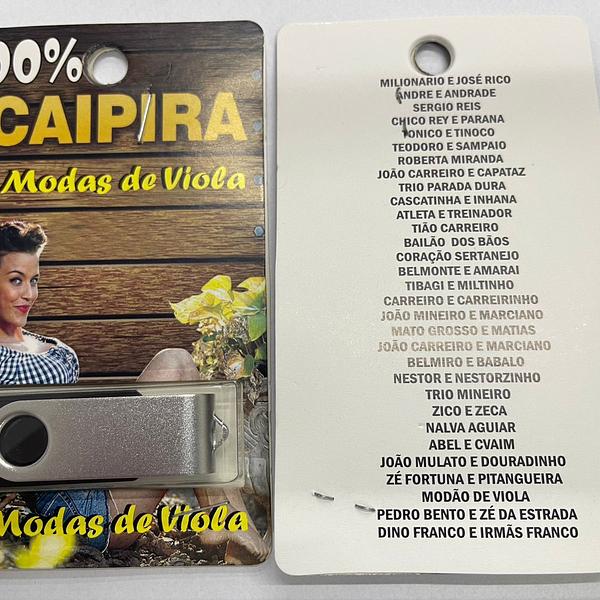 00%
CAIPIRA
Modas de Viola
Modas de Viola
MILIONARIO E JOSÉ RICO
ANDRE E ANDRADE
SERGIO REIS
CHICO REY E PARANA
TONICO E TINOCO
TEODORO E SAMPAIO
ROBERTA MIRANDA
JOÃO CARREIRO E CAPATAZ
TRIO PARADA DURA
CASCATINHA E INHANA
ATLETA E TREINADOR
TIÃO CARREIRO
BAILÃO DOS BÃOS
CORAÇÃO SERTANEJO
BELMONTE E AMARAI
TIBAGI E MILTINHO
CARREIRO E CARREIRINHO
JOÃO MINEIRO E MARCIANO
MATO GROSSO E MATIAS
JOÃO CARREIRO E MARCIANO
BELMIRO E BABALO
NESTOR E NESTORZINHO
TRIO MINEIRO
ZICO E ZECA
NALVA AGUIAR
ABEL E CVAIM
JOÃO MULATO E DOURADINHO
ZÉ FORTUNA E PITANGUEIRA
MODÃO DE VIOLA
PEDRO BENTO E ZÉ DA ESTRADA
DINO FRANCO E IRMÃS FRANCO